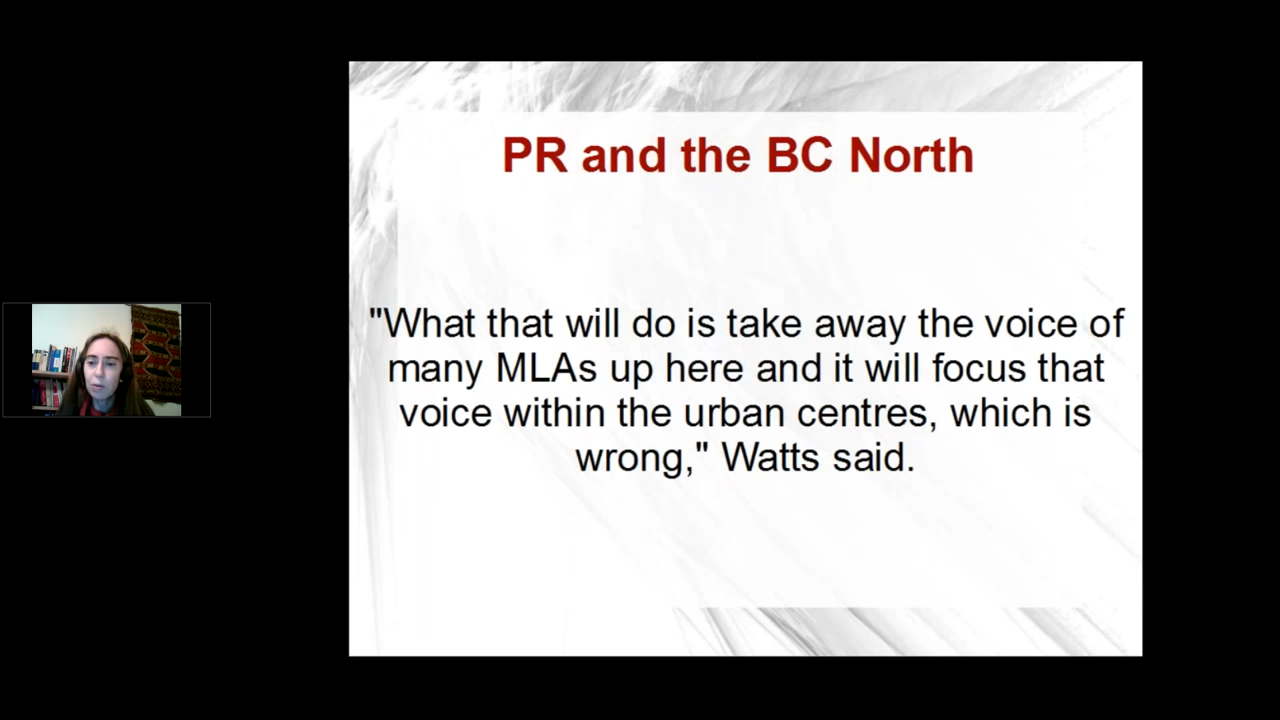 PR and the BC North
"What that will do is take away the voice of
many MLAs up here and it will focus that
voice within the urban centres, which is
wrong," Watts said.